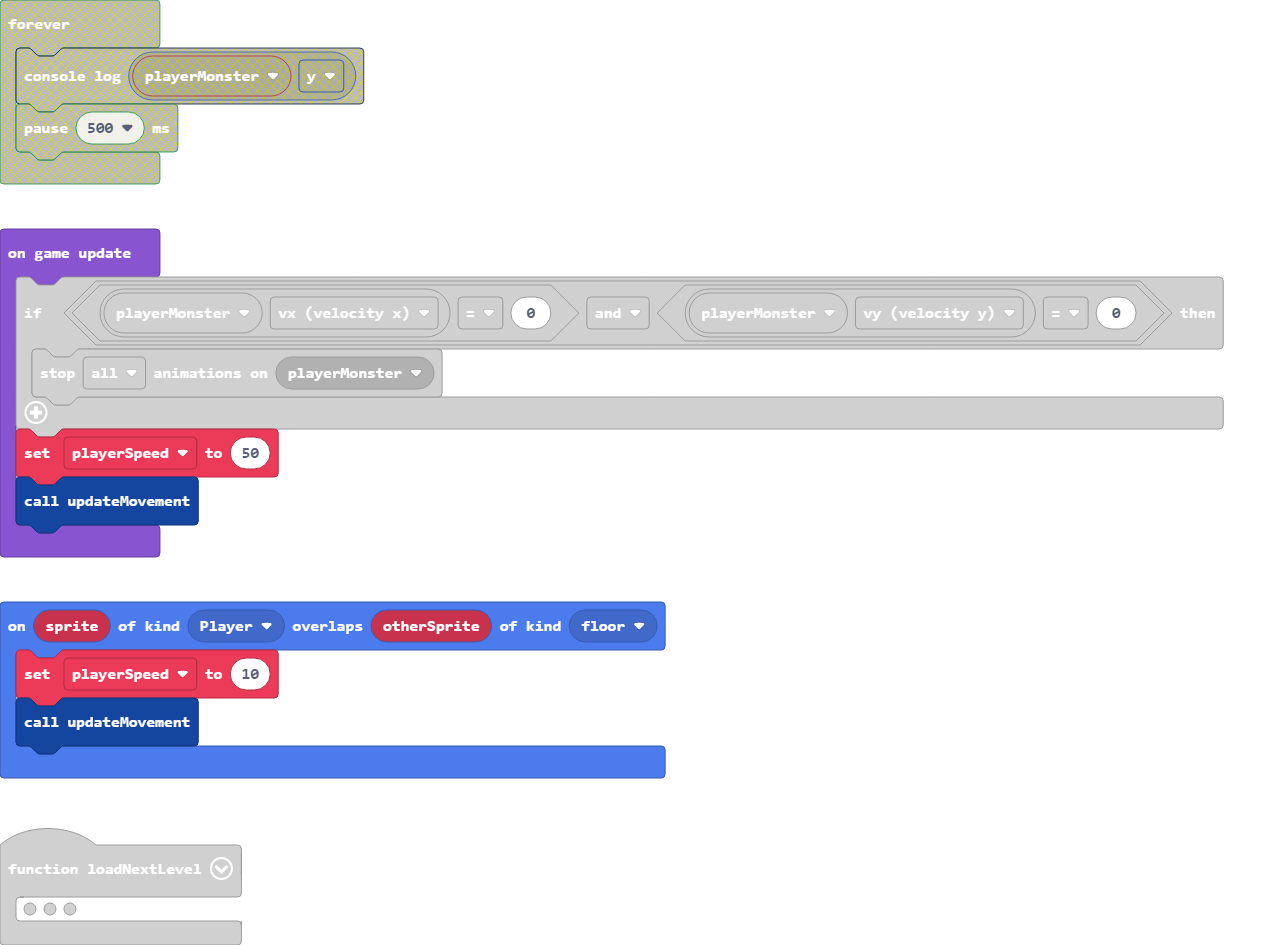 forever
console log playerMonster y
pause 500 ms
on game update
if playerMonster vx (velocity x) = 0 and playerMonster vy (velocity y) = 0 then
stop all animations on playerMonster
set playerSpeed to 50
call updateMovement
on sprite of kind Player overlaps otherSprite of kind floor
set playerSpeed to 10
call updateMovement
function loadNextLevel